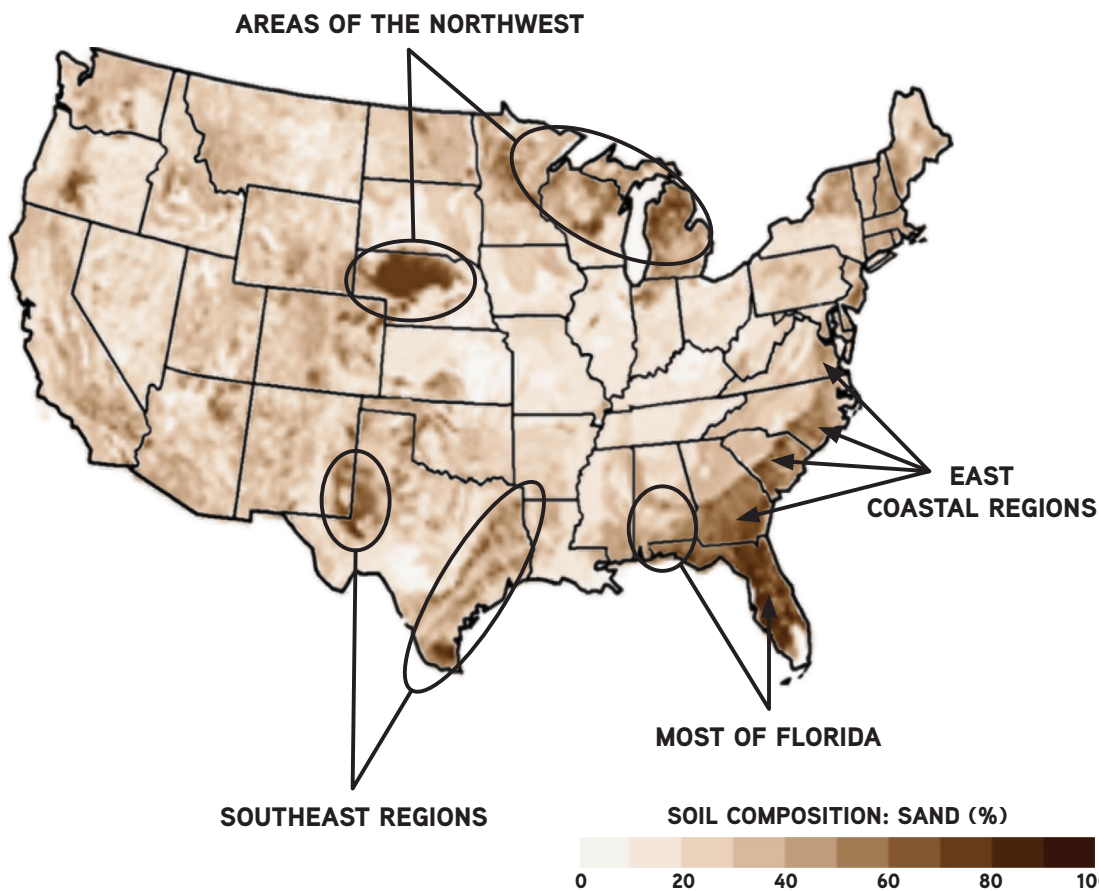 AREAS OF THE NORTHWEST
EAST
COASTAL REGIONS
MOST OF FLORIDA
SOUTHEAST REGIONS
SOIL COMPOSITION: SAND (%)
0 20 40 60 80 10